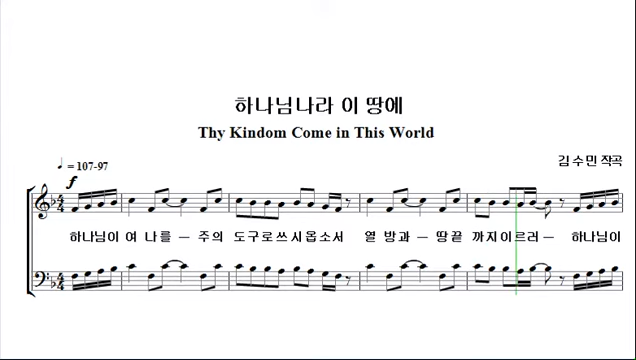 하나님나라 이 땅에
Thy Kindom Come in This World
♩ = 107-97
김 수 민 작곡
f
하나님이 여 나를 — 주의 도구로쓰시옵소서 열 방과 — 땅끝 까지이르러 — 하나님이